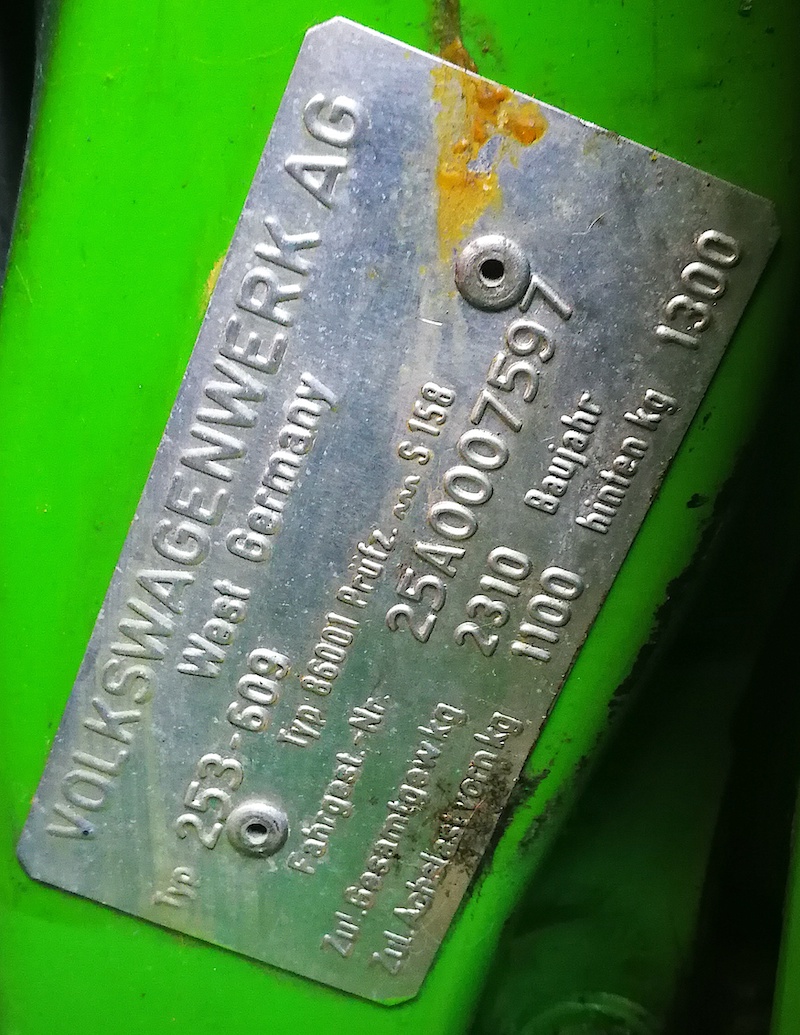 VOLKSWAGENWERK AG
West Germany
Typ 253-609
Typ 86001 Prüfz. ~~~ S 158
Fahrgest.-Nr. 25A0007597
Zul. Gesamtgew kg 2310 Baujahr
Zul. Achslast vorn kg 1100 hinten kg 1300